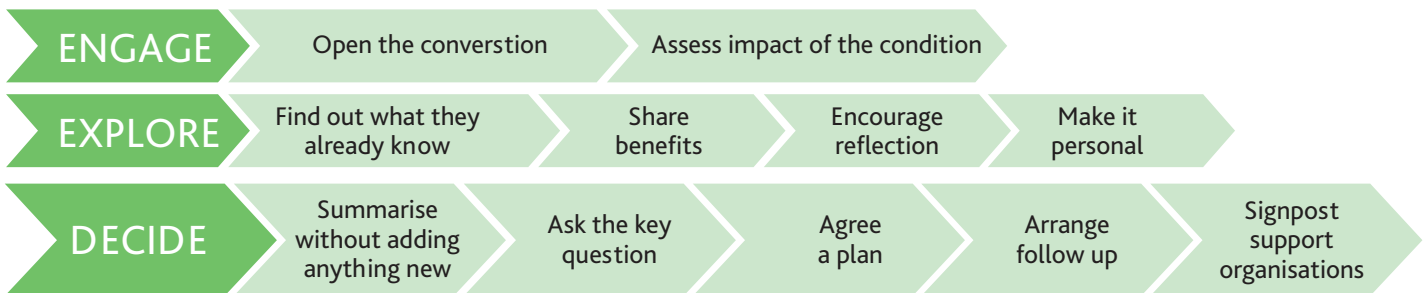 ENGAGE
Open the converstion
Assess impact of the condition
EXPLORE
Find out what they
already know
Share
benefits
Encourage
reflection
Make it
personal
DECIDE
Summarise
without adding
anything new
Ask the key
question
Agree
a plan
Arrange
follow up
Signpost
support
organisations